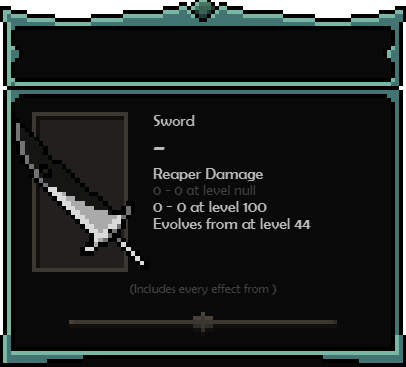 Sword
–
Reaper Damage
0 - 0 at level null
0 - 0 at level 100
Evolves from at level 44
(Includes every effect from )